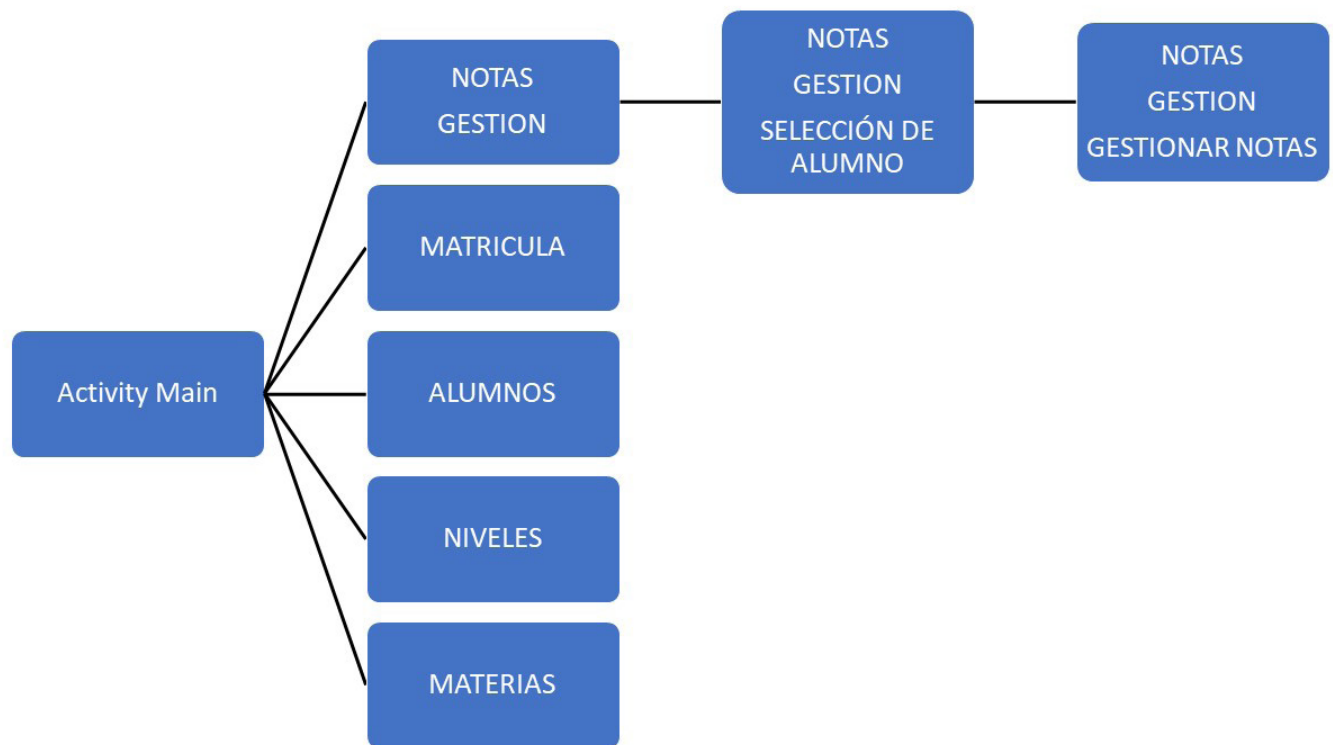 NOTAS
GESTION
NOTAS
GESTION
SELECCIÓN DE
ALUMNO
NOTAS
GESTION
GESTIONAR NOTAS
MATRICULA
Activity Main
ALUMNOS
NIVELES
MATERIAS